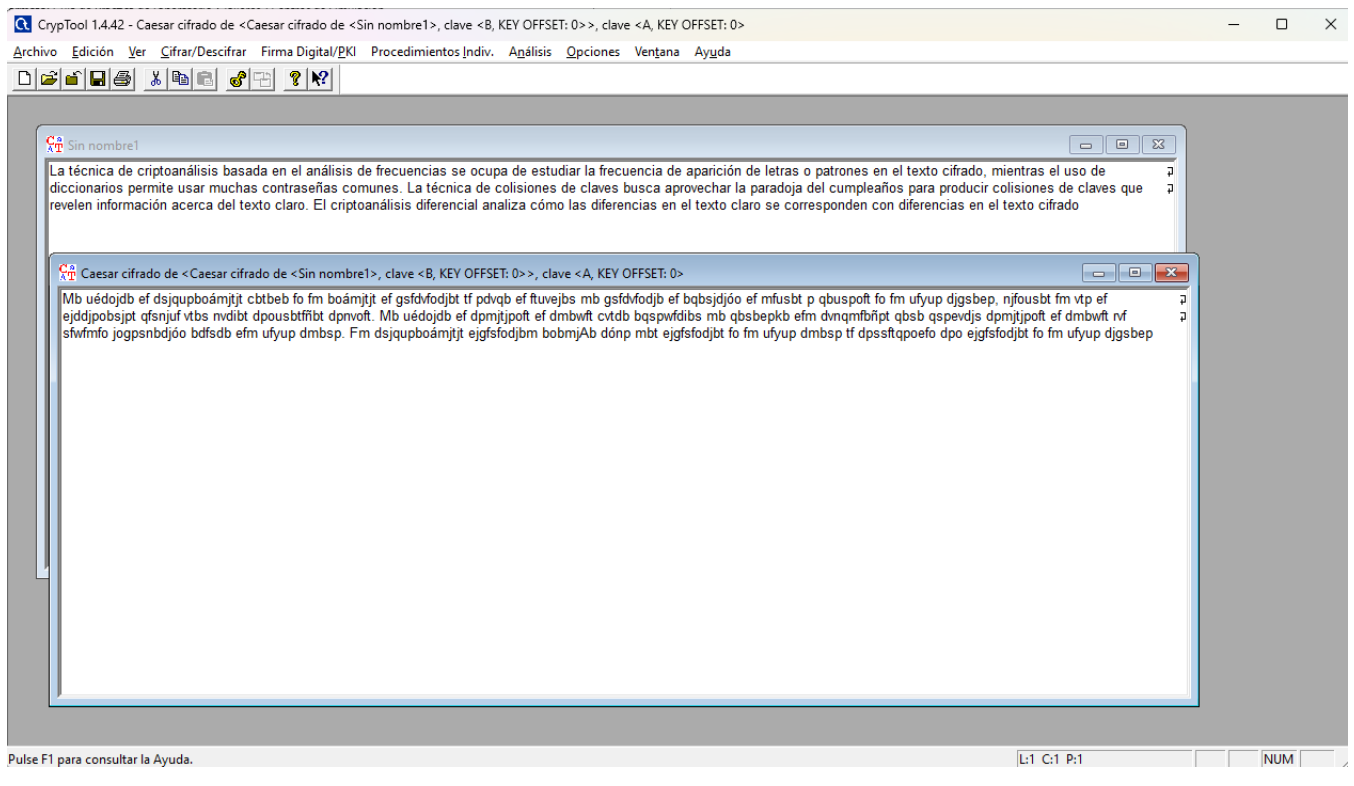 CrypTool 1.4.42 - Caesar cifrado de <Caesar cifrado de <Sin nombre1>, clave <B, KEY OFFSET: 0>>, clave <A, KEY OFFSET: 0>
Archivo Edición Ver Cifrar/Descifrar Firma Digital/PKI Procedimientos Indiv. Análisis Opciones Ventana Ayuda
Sin nombre1
La técnica de criptoanálisis basada en el análisis de frecuencias se ocupa de estudiar la frecuencia de aparición de letras o patrones en el texto cifrado, mientras el uso de
diccionarios permite usar muchas contraseñas comunes. La técnica de colisiones de claves busca aprovechar la paradoja del cumpleaños para producir colisiones de claves que
revelen información acerca del texto claro. El criptoanálisis diferencial analiza cómo las diferencias en el texto claro se corresponden con diferencias en el texto cifrado
Caesar cifrado de <Caesar cifrado de <Sin nombre1>, clave <B, KEY OFFSET: 0>>, clave <A, KEY OFFSET: 0>
Mb uédojdb ef dsjqupboámjtjt cbtbeb fo fm boámjtjt ef gsfdvfodjbt tf pdvqb ef ftuvejbs mb gsfdvfodjb ef bqbsjdjóo ef mfusbt p qbuspoft fo fm ufyup djgsbep, njfousbt fm vtp ef
ejddjpobsjpt qfsnjuf vtbs nvdibt dpousbtfñbt dpnvoft. Mb uédojdb ef dpmjtjpoft ef dmbwft cvtdb bqspwfdibs mb qbsbepkb efm dvnqmfbñpt qbsb qspevdjs dpmjtjpoft ef dmbwft rvf
sfwfmfo jogpsnbdjóo bdfsdb efm ufyup dmbsp. Fm dsjqupboámjtjt ejgfsfodjbm bobmjAb dónp mbt ejgfsfodjbt fo fm ufyup dmbsp tf dpssftqpoefo dpo ejgfsfodjbt fo fm ufyup djgsbep
Pulse F1 para consultar la Ayuda.
L:1 C:1 P:1
NUM